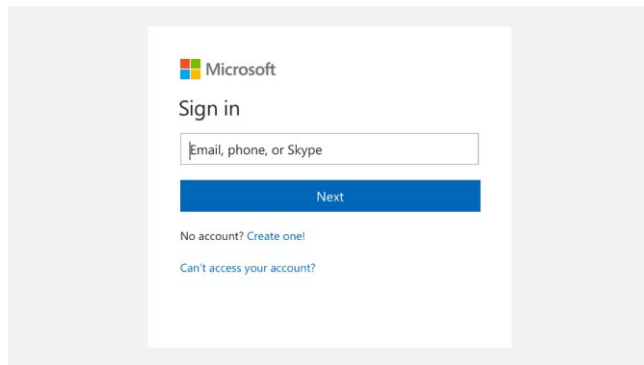 Microsoft
Sign in
Email, phone, or Skype
Next
No account? Create one!
Can't access your account?